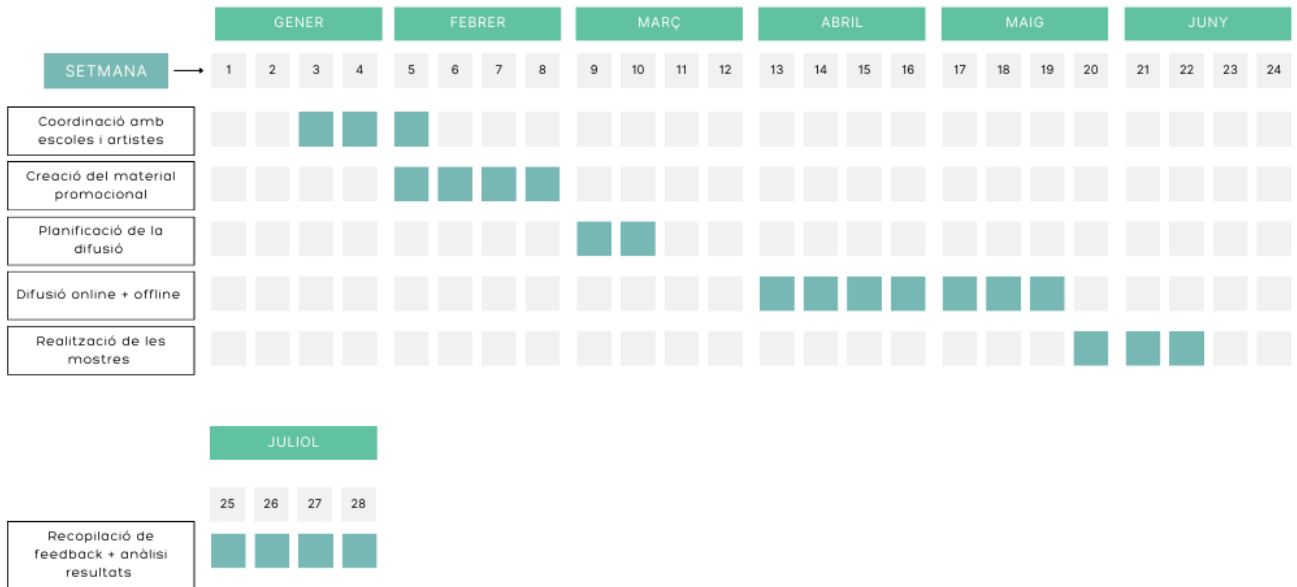 GENER FEBRER MARÇ ABRIL MAIG JUNY
SETMANA 1 2 3 4 5 6 7 8 9 10 11 12 13 14 15 16 17 18 19 20 21 22 23 24
Coordinació amb
escoles i artistes
Creació del material
promocional
Planificació de la
difusió
Difusió online + offline
Realització de les
mostres
JULIOL
25 26 27 28
Recopilació de
feedback + anàlisi
resultats